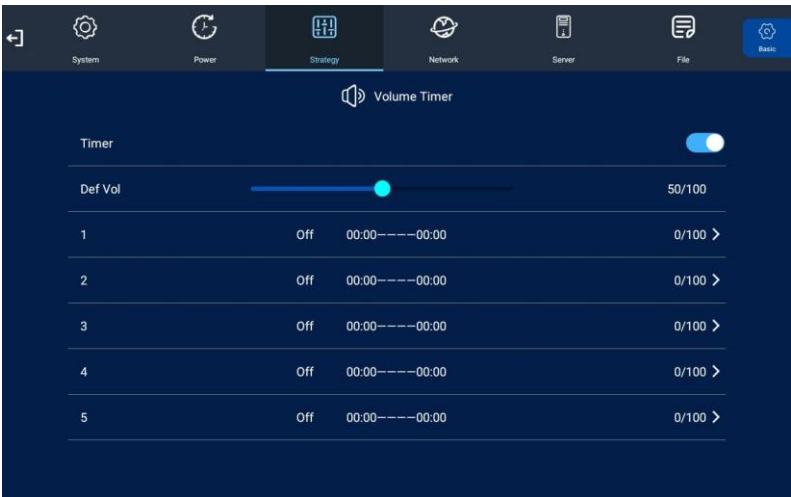 System Power Strategy Network Server File Basic
Volume Timer
Timer
Def Vol 50/100
1 Off 00:00————00:00 0/100
2 Off 00:00————00:00 0/100
3 Off 00:00————00:00 0/100
4 Off 00:00————00:00 0/100
5 Off 00:00————00:00 0/100